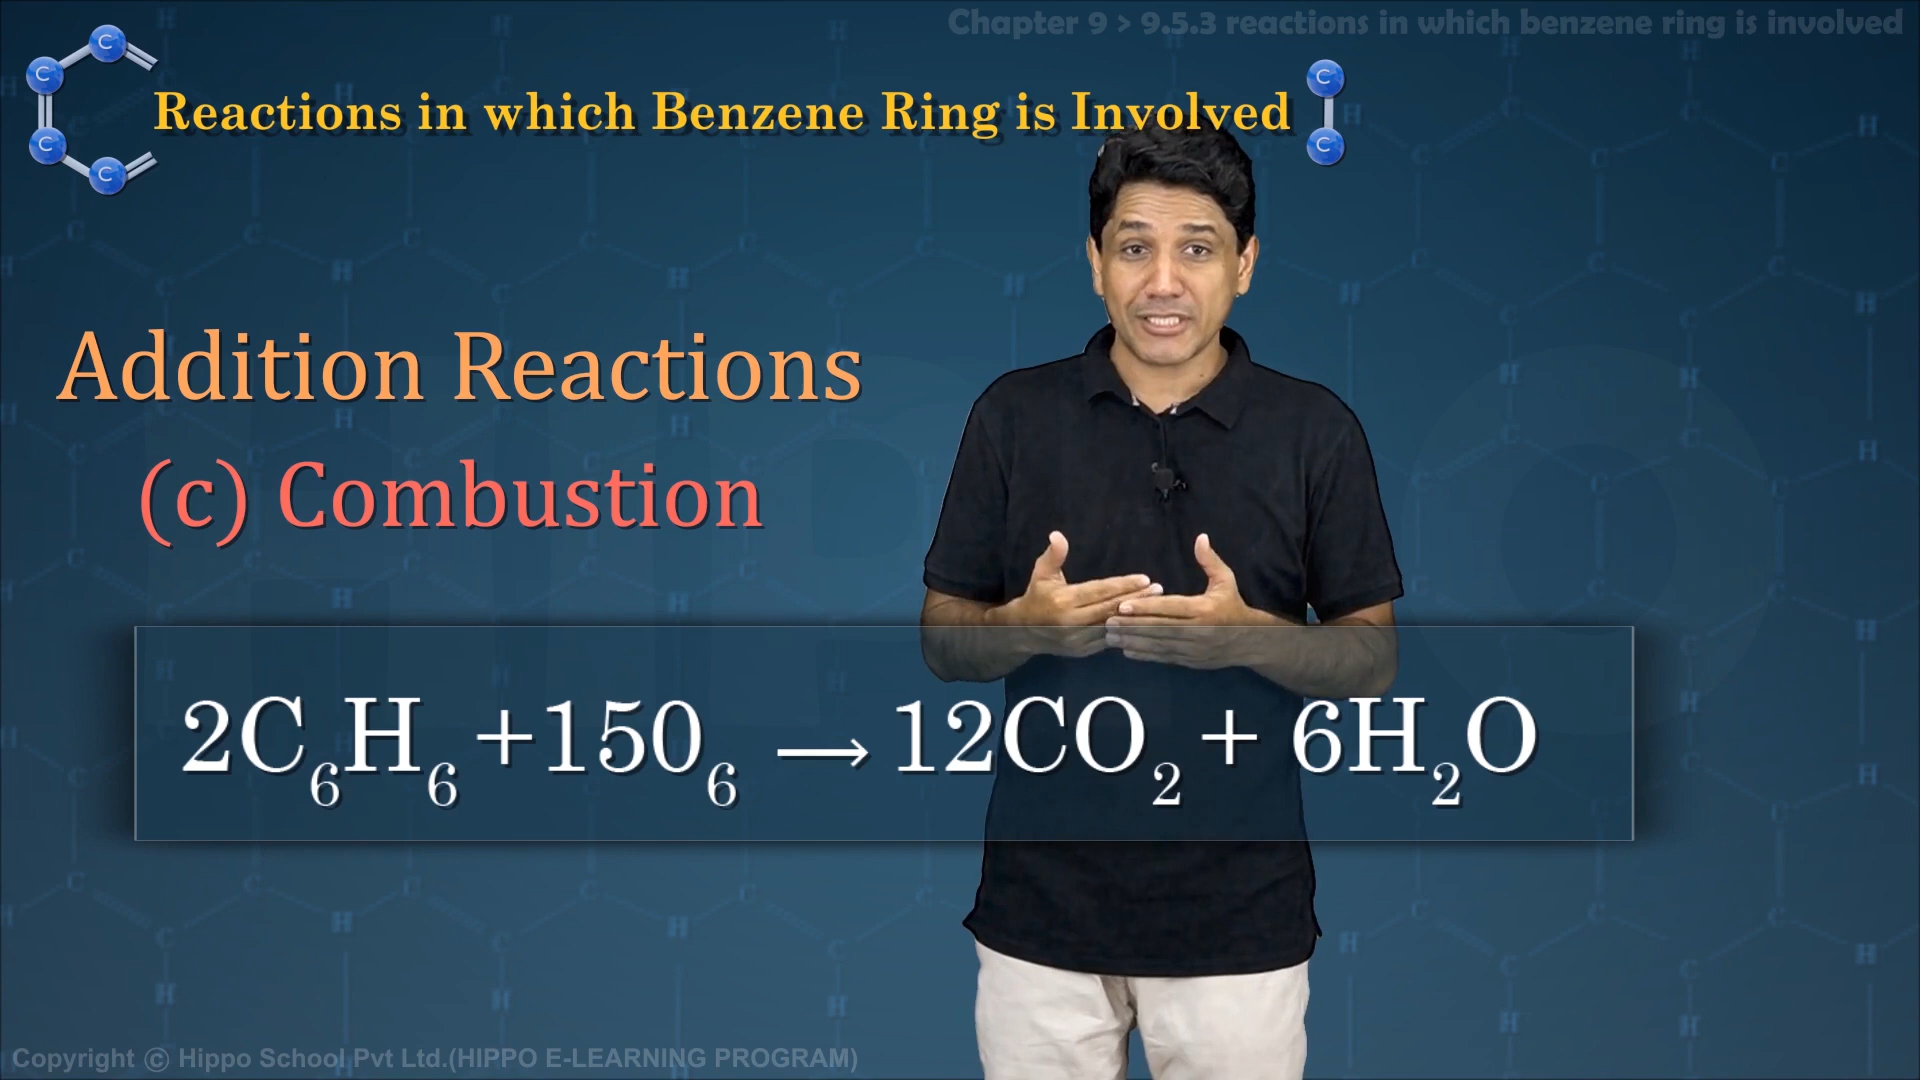 Chapter 9 > 9.5.3 reactions in which benzene ring is involved
Reactions in which Benzene Ring is Involved
C
C
C
C
C
C
Addition Reactions
(c) Combustion
2C₆H₆ +150₆ → 12CO₂ + 6H₂O
Copyright © Hippo School Pvt Ltd.(HIPPO E-LEARNING PROGRAM)